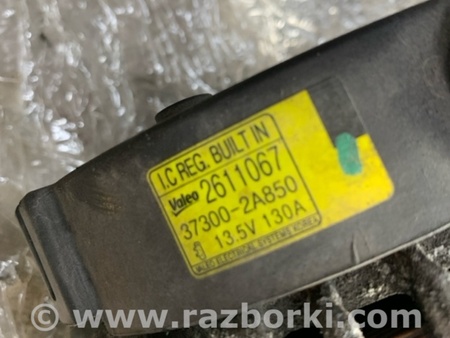 I.C REG. BUILT IN
Valeo 2611067
37300-2A850
13.5V 130A
www.razborki.com